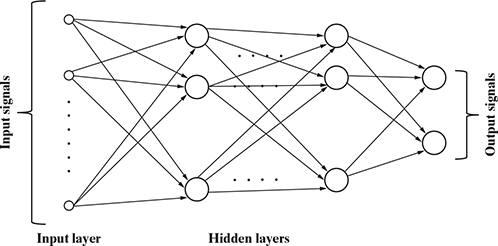 Input signals
Output signals
Input layer
Hidden layers